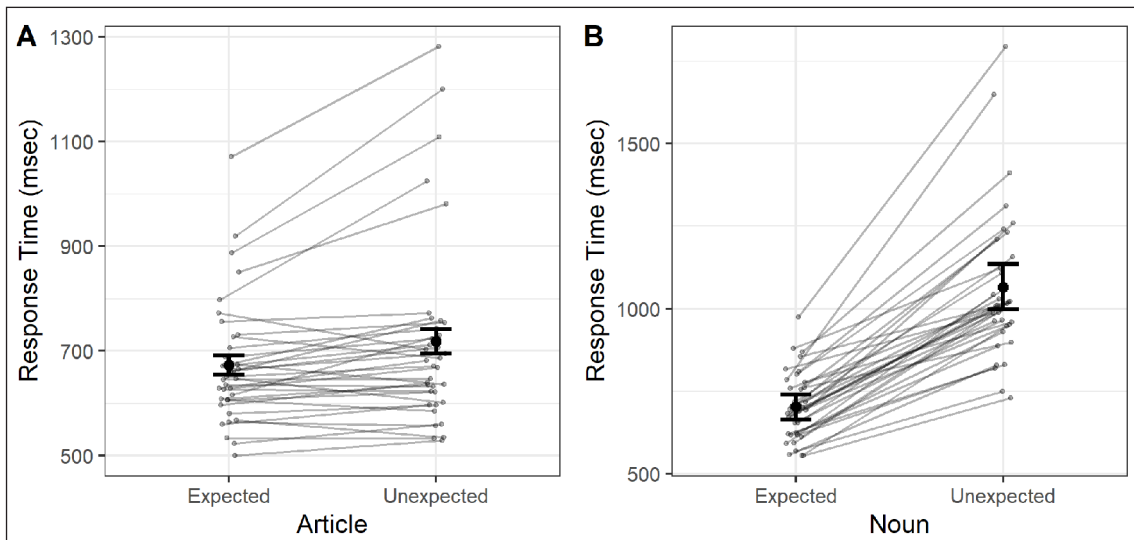 A
B
Response Time (msec)
1300
1100
900
700
500
Expected
Unexpected
Article
Response Time (msec)
1500
1000
500
Expected
Unexpected
Noun